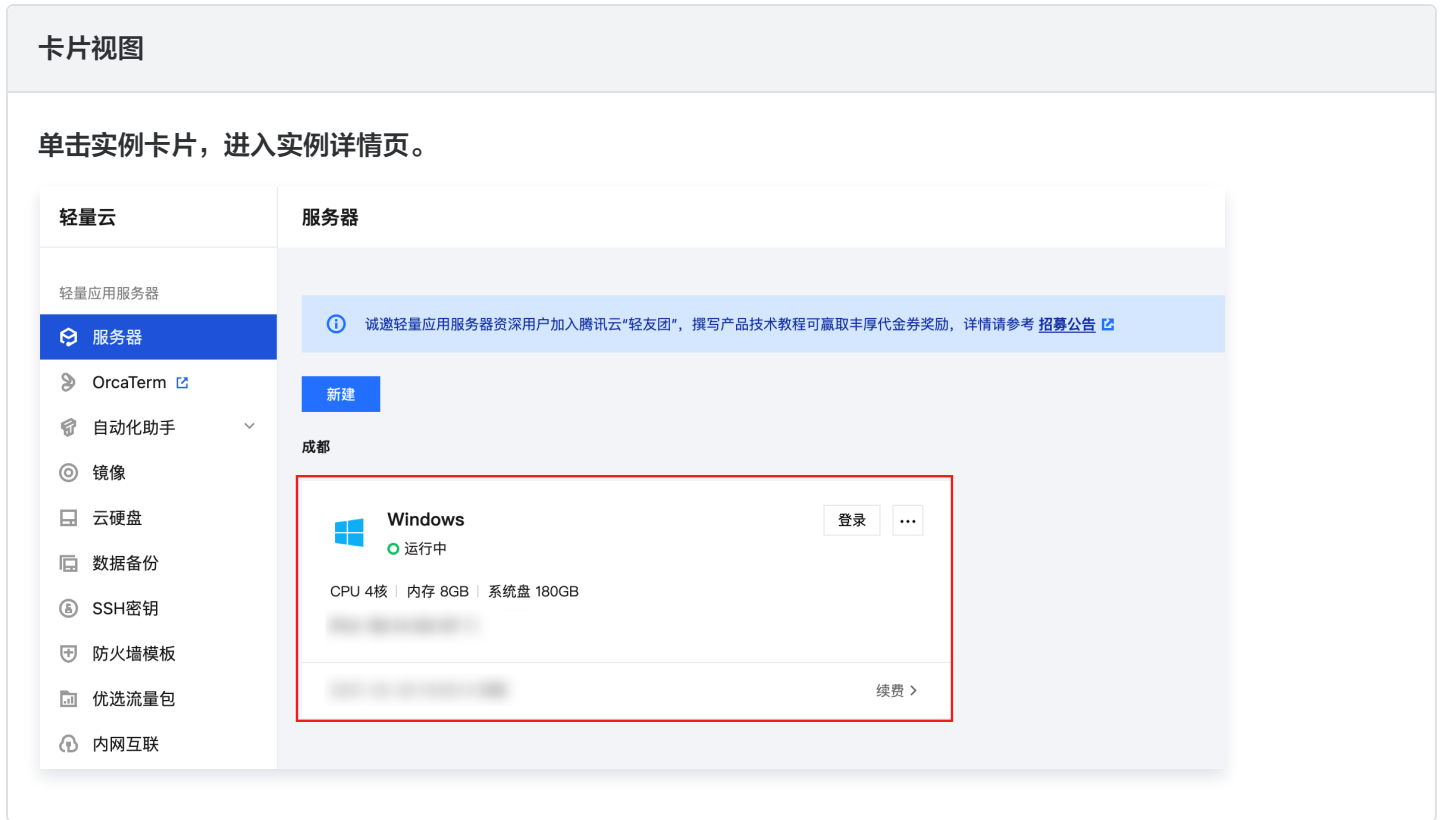 卡片视图
单击实例卡片，进入实例详情页。
轻量云
服务器
轻量应用服务器
服务器
OrcaTerm
自动化助手
镜像
云硬盘
数据备份
SSH密钥
防火墙模板
优选流量包
内网互联
诚邀轻量应用服务器资深用户加入腾讯云“轻友团”，撰写产品技术教程可赢取丰厚代金券奖励，详情请参考 招募公告
新建
成都
Windows
登录
...
运行中
CPU 4核 | 内存 8GB | 系统盘 180GB
续费 >